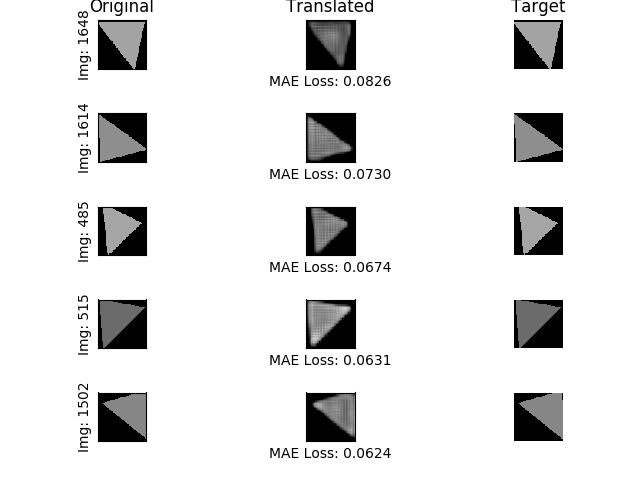 Original Translated Target
Img: 1648
MAE Loss: 0.0826
Img: 1614
MAE Loss: 0.0730
Img: 485
MAE Loss: 0.0674
Img: 515
MAE Loss: 0.0631
Img: 1502
MAE Loss: 0.0624